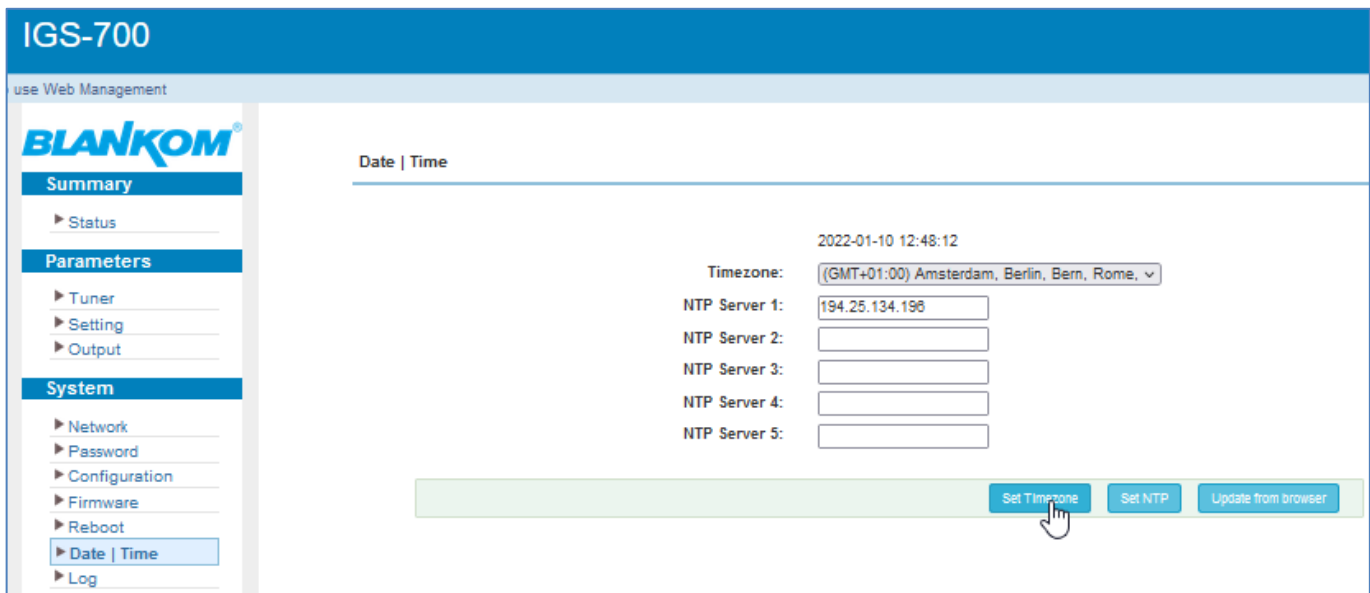 IGS-700
use Web Management
BLANKOM®
Summary
Status
Parameters
Tuner
Setting
Output
System
Network
Password
Configuration
Firmware
Reboot
Date | Time
Log
Date | Time
2022-01-10 12:48:12
Timezone: (GMT+01:00) Amsterdam, Berlin, Bern, Rome,
NTP Server 1: 194.25.134.196
NTP Server 2:
NTP Server 3:
NTP Server 4:
NTP Server 5:
Set Timezone Set NTP Update from browser